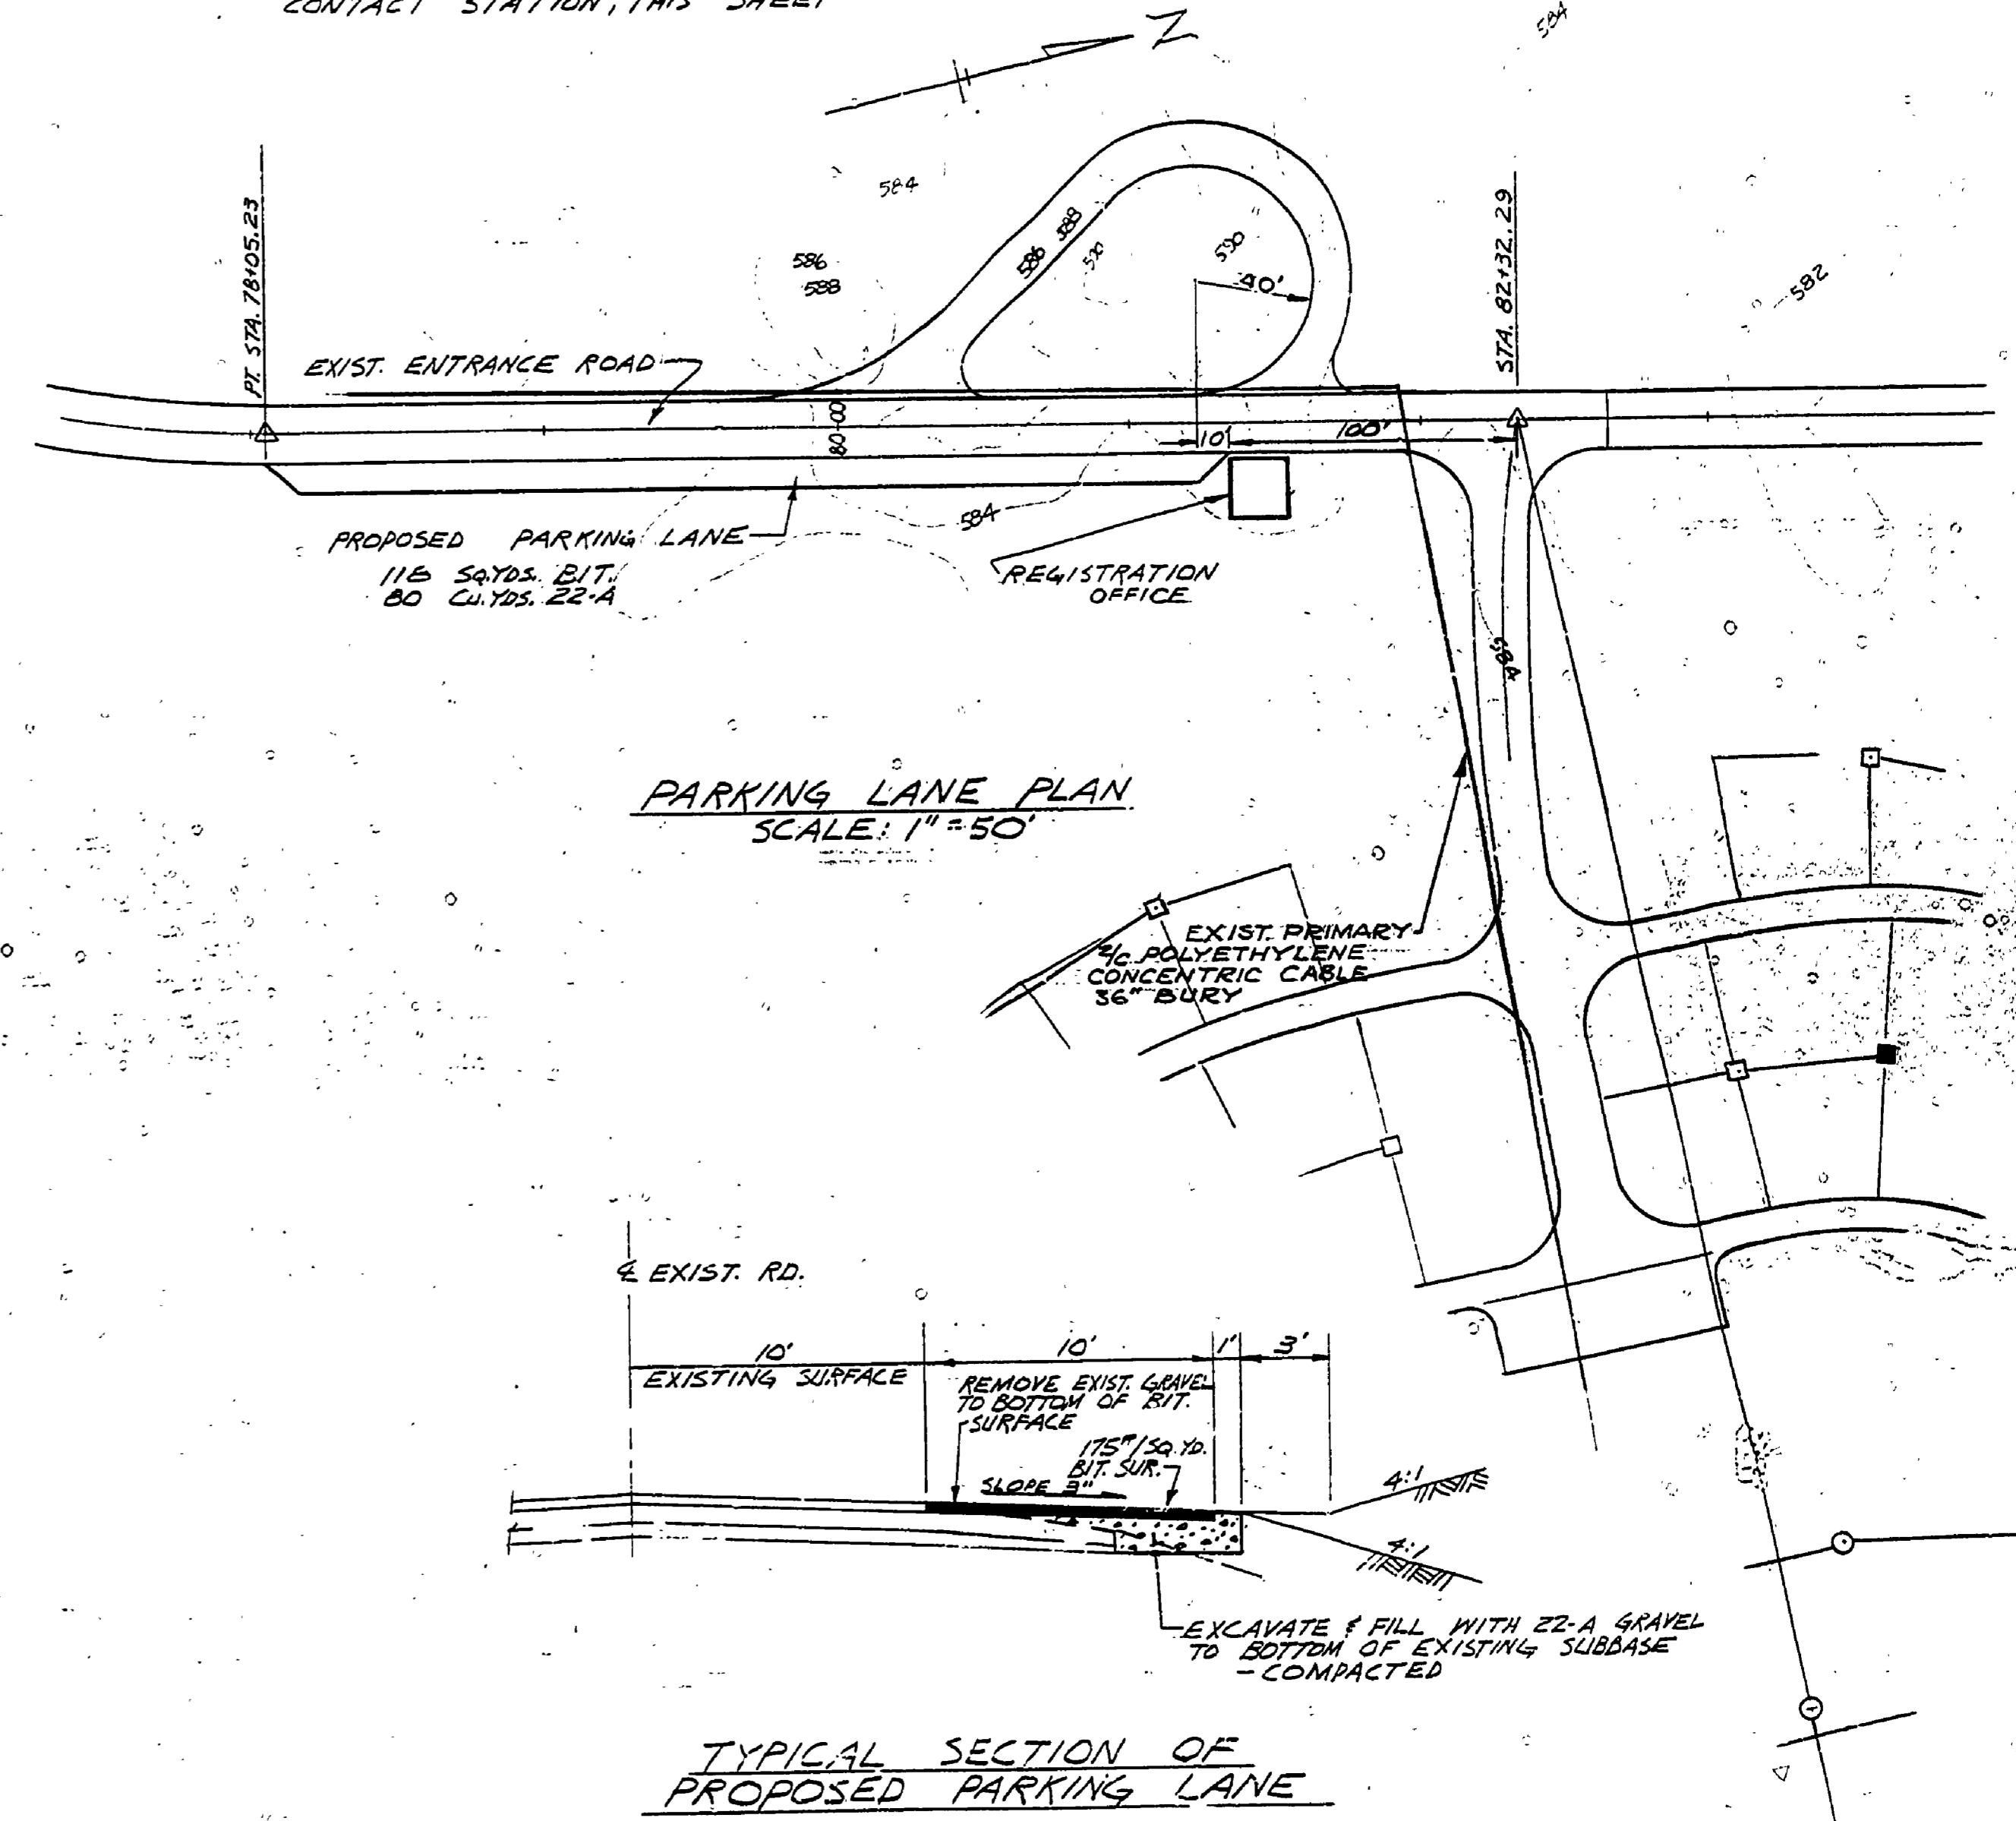 CONTACT STATION, THIS SHEET
Z
584
584
586
588
586 588
590
590
40'
582
PT. STA. 78+05.23
STA. 82+32.29
EXIST. ENTRANCE ROAD
80+00
10'
100'
584
584
PROPOSED PARKING LANE
SQ.YDS. BIT.
80 CU.YDS. 22-A
REGISTRATION
OFFICE
PARKING LANE PLAN
SCALE: 1"=50'
EXIST. PRIMARY
2/C POLYETHYLENE
CONCENTRIC CABLE
36" BURY
℄ EXIST. RD.
10'
10'
1'
3'
EXISTING SURFACE
REMOVE EXIST. GRAVEL
TO BOTTOM OF BIT.
SURFACE
175#/SQ.YD.
BIT. SUR.
SLOPE 3"
4:1
4:1
EXCAVATE & FILL WITH 22-A GRAVEL
TO BOTTOM OF EXISTING SUBBASE
- COMPACTED
TYPICAL SECTION OF
PROPOSED PARKING LANE